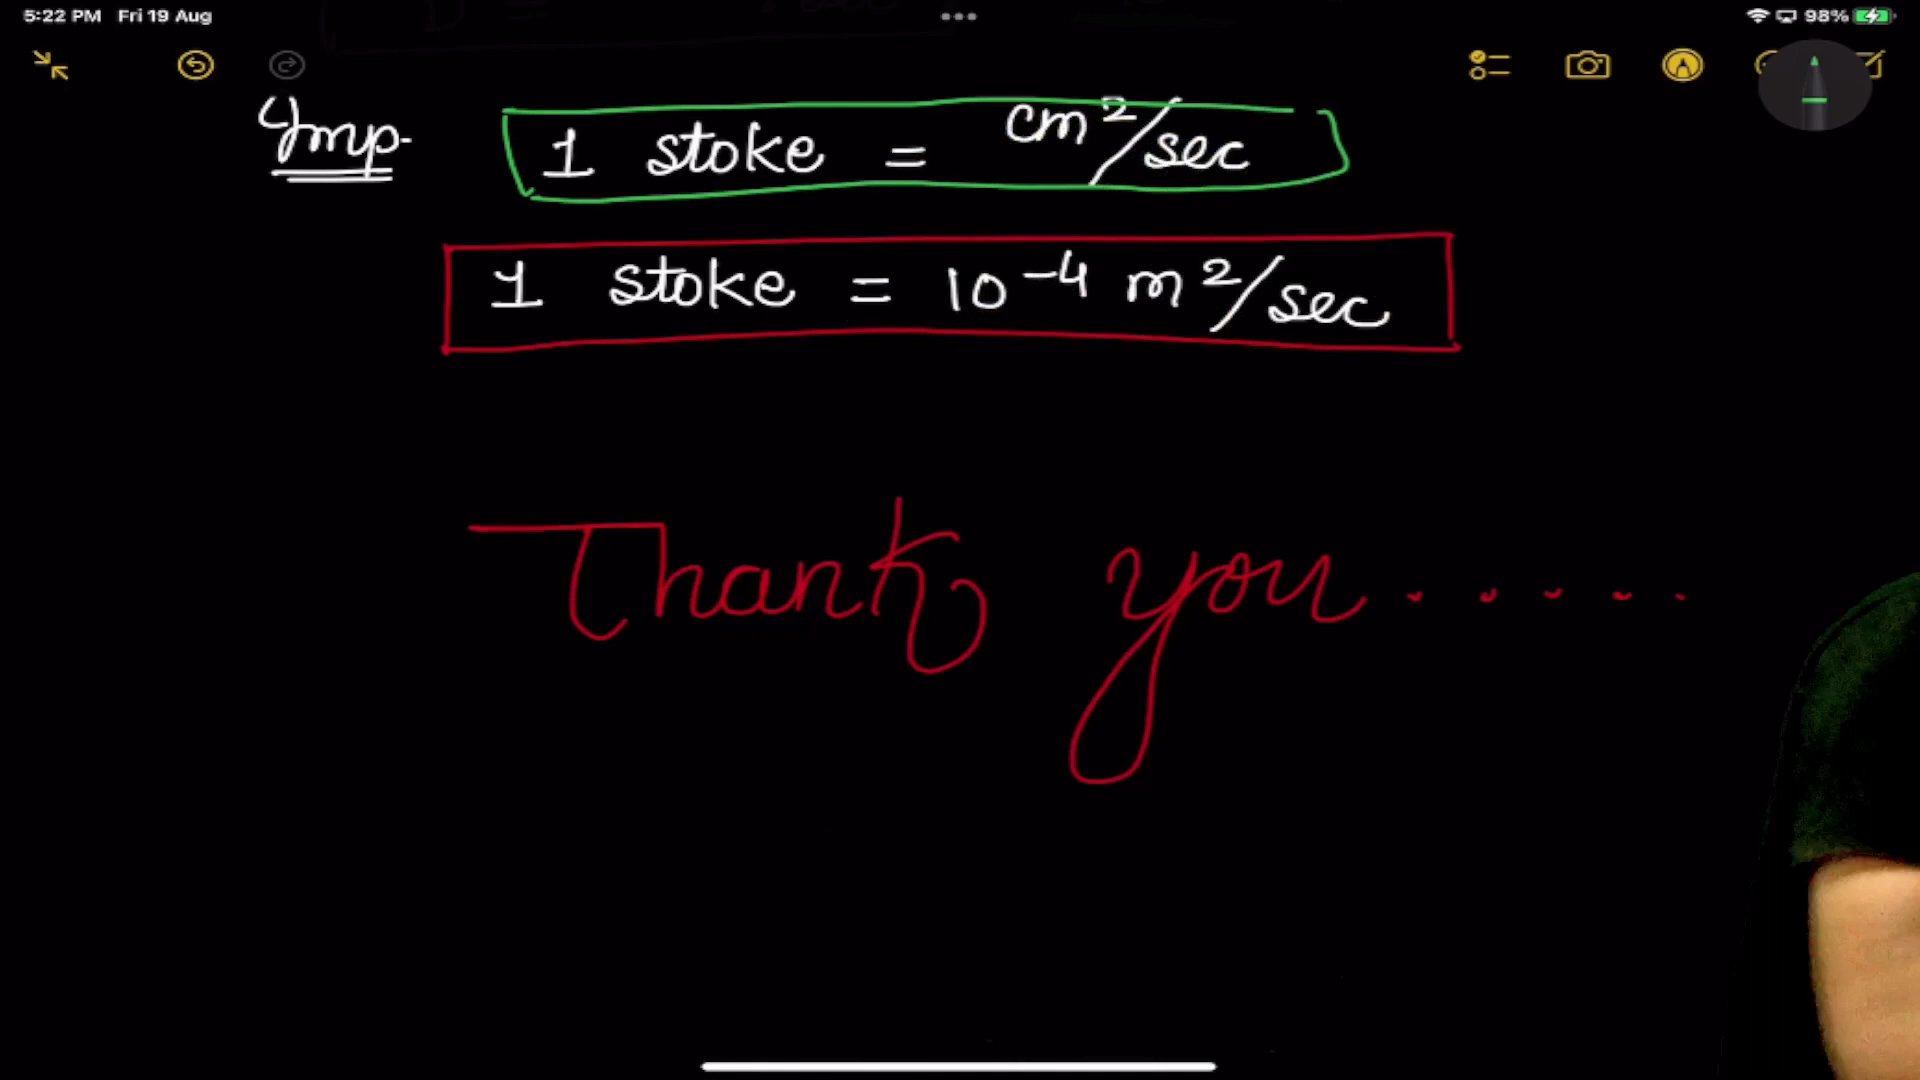 5:22 PM Fri 19 Aug 98%
Imp.
1 stoke = cm²/sec
1 stoke = 10⁻⁴ m²/sec
Thank you.....